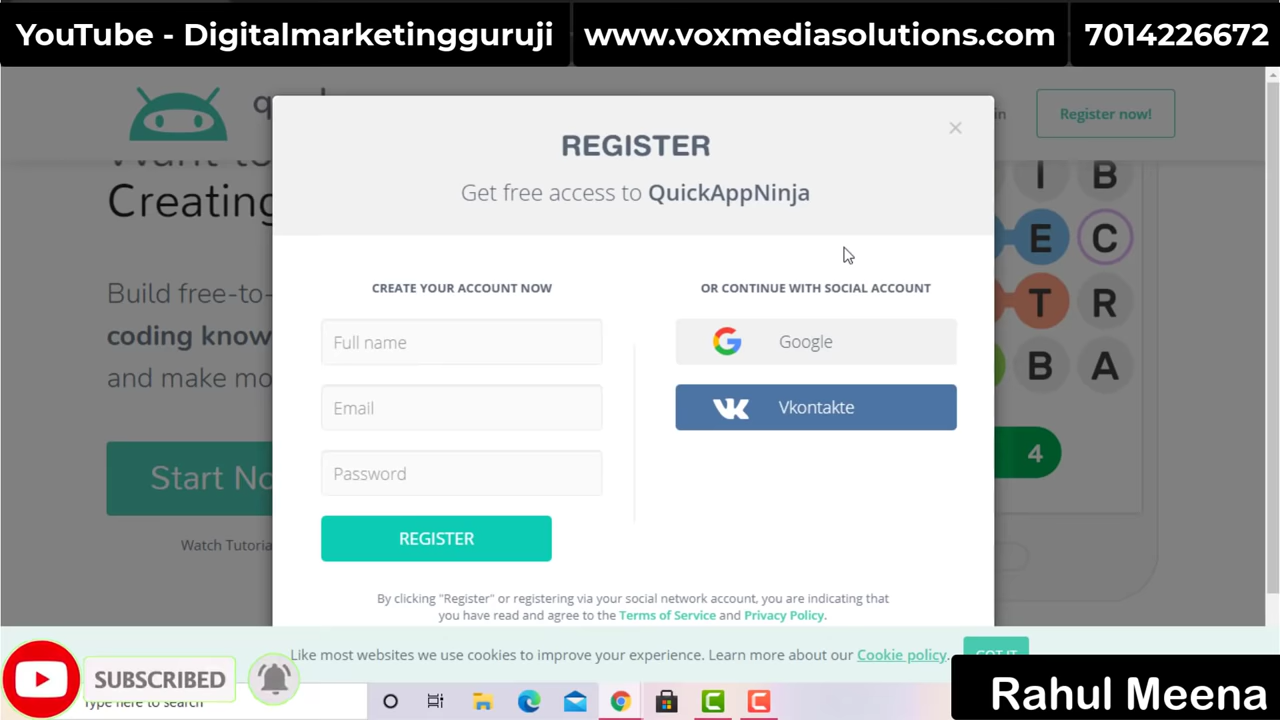 YouTube - Digitalmarketingguruji www.voxmediasolutions.com 7014226672
Register now!
REGISTER
Get free access to QuickAppNinja
Creating
Build free-to-
coding know
and make mo
Start No
Watch Tutoria
CREATE YOUR ACCOUNT NOW
Full name
Email
Password
REGISTER
OR CONTINUE WITH SOCIAL ACCOUNT
Google
Vkontakte
By clicking "Register" or registering via your social network account, you are indicating that
you have read and agree to the Terms of Service and Privacy Policy.
I B
E C
T R
B A
4
Like most websites we use cookies to improve your experience. Learn more about our Cookie policy.
GOT IT
SUBSCRIBED
Type here to search
Rahul Meena